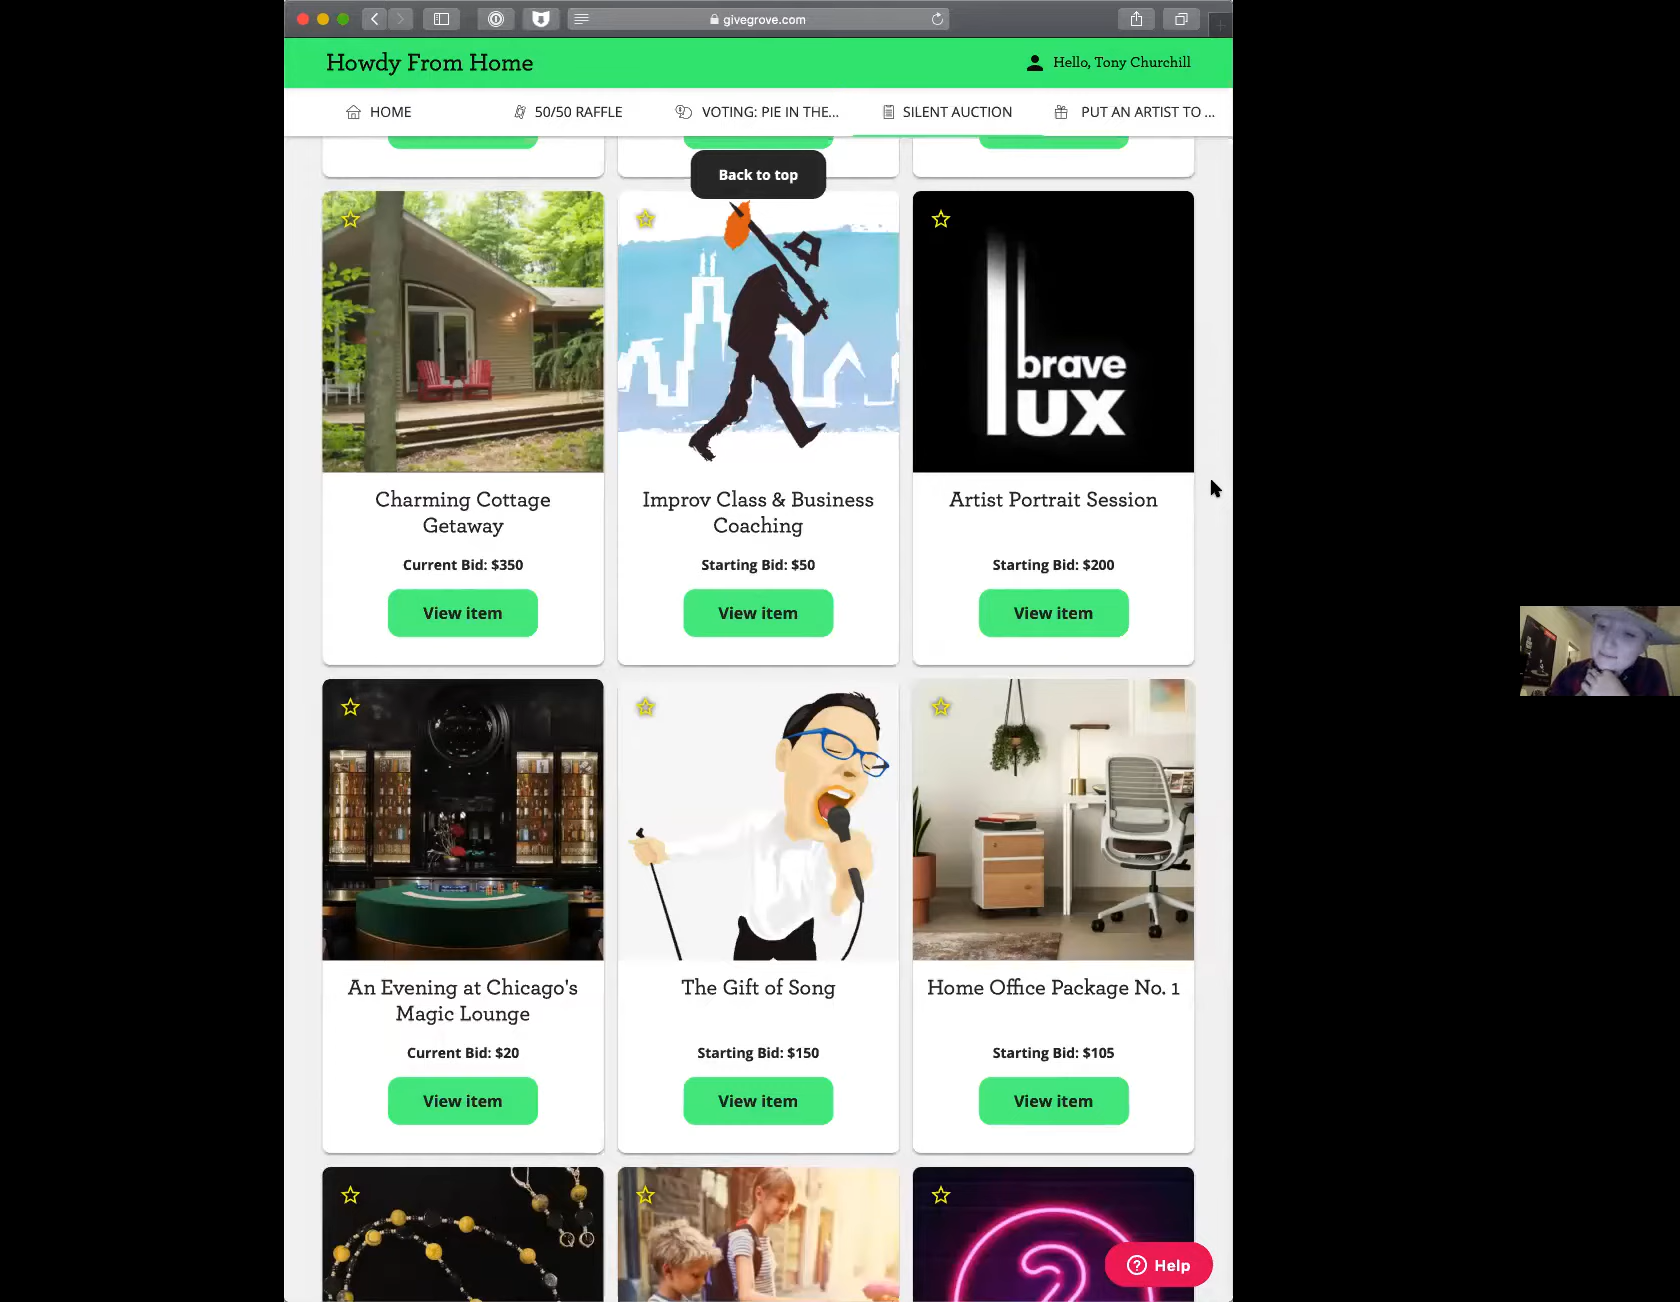 givegrove.com
Howdy From Home
Hello, Tony Churchill
HOME
50/50 RAFFLE
VOTING: PIE IN THE...
SILENT AUCTION
PUT AN ARTIST TO ...
Back to top
brave
lux
Charming Cottage
Getaway
Current Bid: $350
View item
Improv Class & Business
Coaching
Starting Bid: $50
View item
Artist Portrait Session
Starting Bid: $200
View item
An Evening at Chicago's
Magic Lounge
Current Bid: $20
View item
The Gift of Song
Starting Bid: $150
View item
Home Office Package No. 1
Starting Bid: $105
View item
? Help